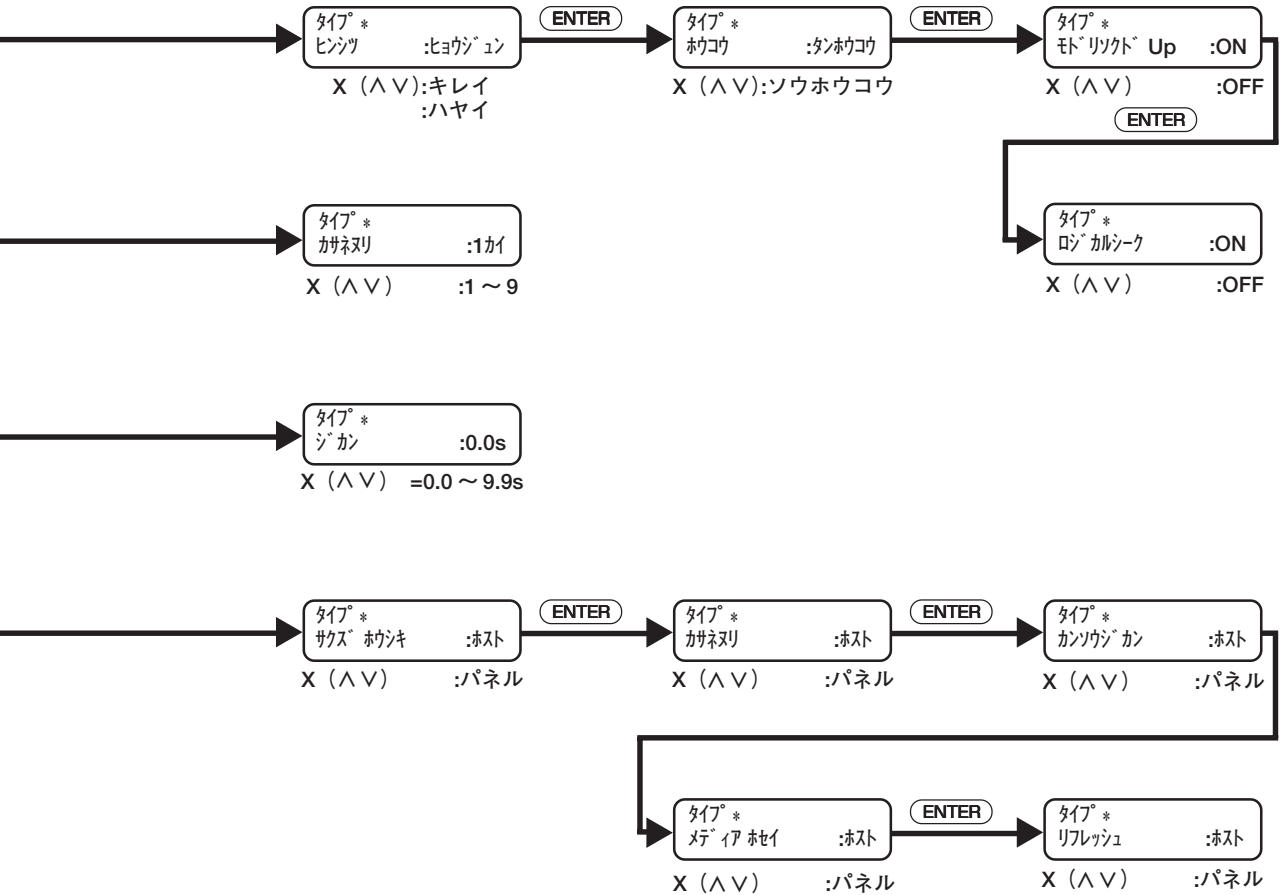 ﾀｲﾌﾟ *
ﾋﾝｼﾂ :ﾋｮｳｼﾞｭﾝ
X (∧∨):キレイ
:ハヤイ
ENTER
ﾀｲﾌﾟ *
ﾎｳｺｳ :ﾀﾝﾎｳｺｳ
X (∧∨):ソウホウコウ
ENTER
ﾀｲﾌﾟ *
ﾓﾄﾞﾘｿｸﾄﾞ Up :ON
X (∧∨) :OFF
ENTER
ﾀｲﾌﾟ *
ﾛｼﾞｶﾙｼｰｸ :ON
X (∧∨) :OFF
ﾀｲﾌﾟ *
ｶｻﾈﾇﾘ :1ｶｲ
X (∧∨) :1 ～ 9
ﾀｲﾌﾟ *
ｼﾞｶﾝ :0.0s
X (∧∨) =0.0 ～ 9.9s
ﾀｲﾌﾟ *
ｻｸｽﾞ ﾎｳｼｷ :ﾎｽﾄ
X (∧∨) :パネル
ENTER
ﾀｲﾌﾟ *
ｶｻﾈﾇﾘ :ﾎｽﾄ
X (∧∨) :パネル
ENTER
ﾀｲﾌﾟ *
ｶﾝｿｳｼﾞｶﾝ :ﾎｽﾄ
X (∧∨) :パネル
ﾀｲﾌﾟ *
ﾒﾃﾞｨｱ ﾎｾｲ :ﾎｽﾄ
X (∧∨) :パネル
ENTER
ﾀｲﾌﾟ *
ﾘﾌﾚｯｼｭ :ﾎｽﾄ
X (∧∨) :パネル